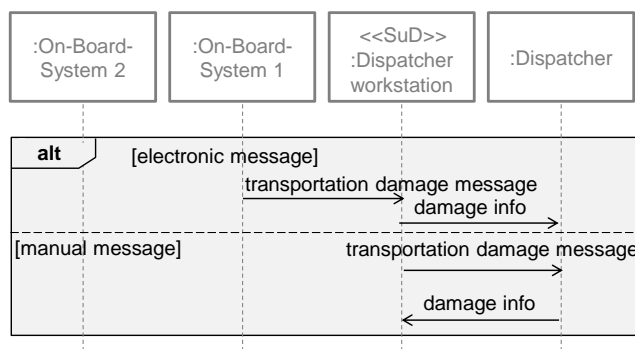 :On-Board-
System 2
:On-Board-
System 1
<<SuD>>
:Dispatcher
workstation
:Dispatcher
alt
[electronic message]
transportation damage message
damage info
[manual message]
transportation damage message
damage info